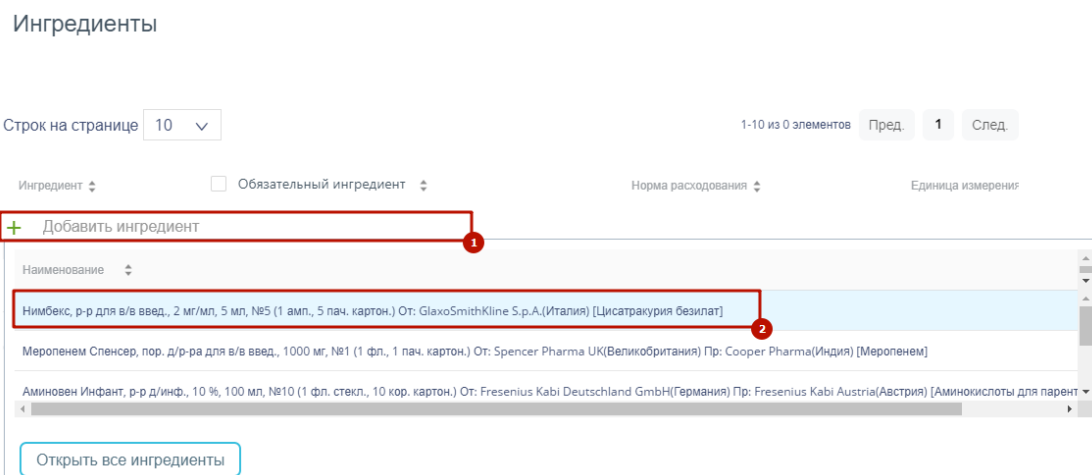 Ингредиенты
Строк на странице 10 1-10 из 0 элементов Пред. 1 След.
Ингредиент Обязательный ингредиент Норма расходования Единица измерения
+ Добавить ингредиент
1
Наименование
Нимбекс, р-р для в/в введ., 2 мг/мл, 5 мл, №5 (1 амп., 5 пач. картон.) От: GlaxoSmithKline S.p.A.(Италия) [Цисатракурия безилат]
2
Меропенем Спенсер, пор. д/р-ра для в/в введ., 1000 мг, №1 (1 фл., 1 пач. картон.) От: Spencer Pharma UK(Великобритания) Пр: Cooper Pharma(Индия) [Меропенем]
Аминовен Инфант, р-р д/инф., 10 %, 100 мл, №10 (1 фл. стекл., 10 кор. картон.) От: Fresenius Kabi Deutschland GmbH(Германия) Пр: Fresenius Kabi Austria(Австрия) [Аминокислоты для парент
Открыть все ингредиенты